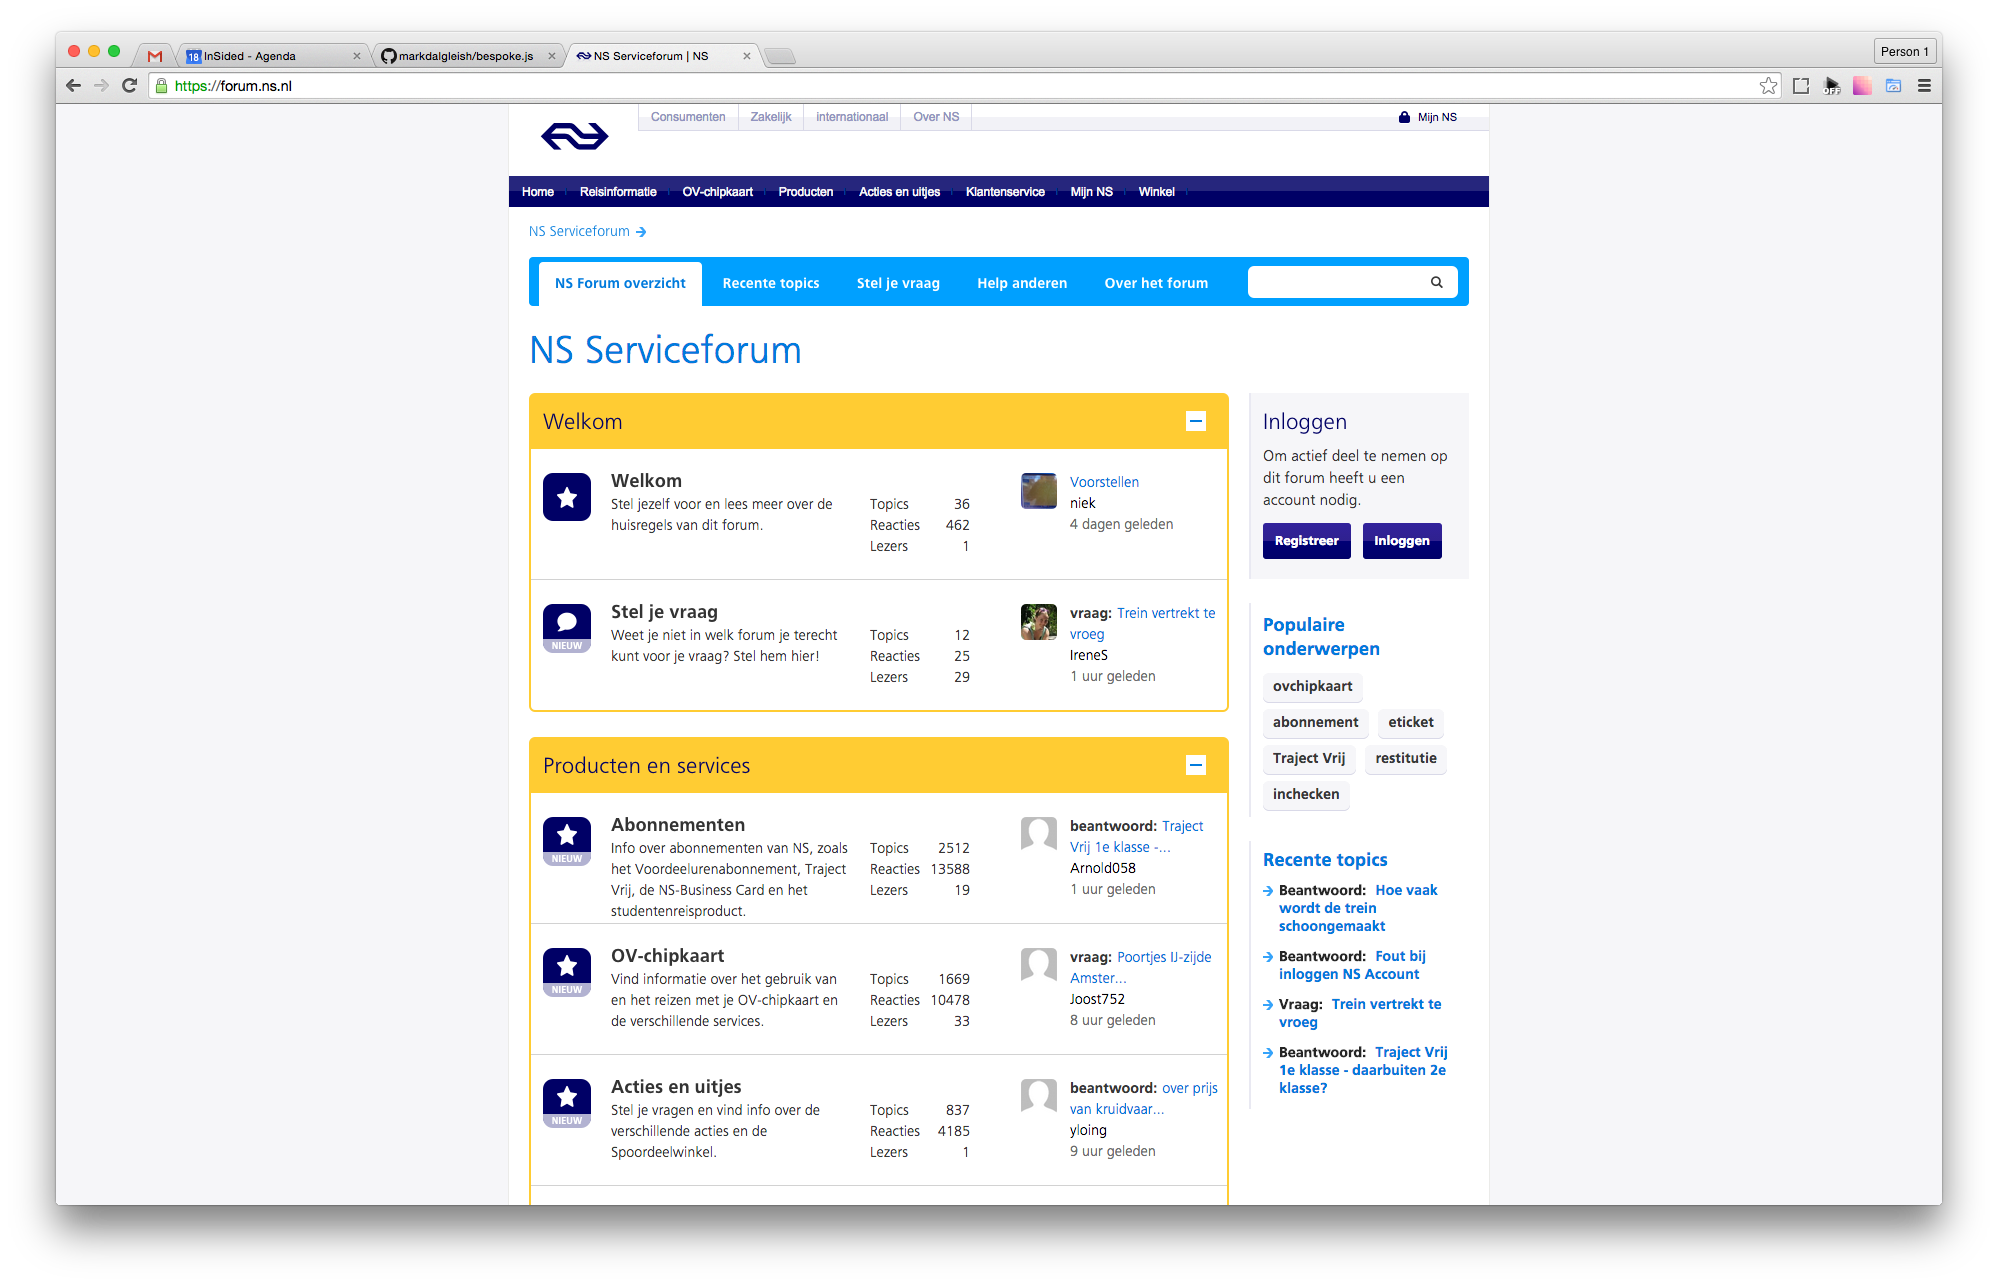 InSided - Agenda
markdalgleish/bespoke.js
NS Serviceforum | NS
Person 1
https://forum.ns.nl
OFF
Consumenten
Zakelijk
Internationaal
Over NS
Mijn NS
Home
Reisinformatie
OV-chipkaart
Producten
Acties en uitjes
Klantenservice
Mijn NS
Winkel
NS Serviceforum
NS Forum overzicht
Recente topics
Stel je vraag
Help anderen
Over het forum
NS Serviceforum
Welkom
Welkom
Stel jezelf voor en lees meer over de
huisregels van dit forum.
Topics 36
Reacties 462
Lezers 1
Voorstellen
niek
4 dagen geleden
NIEUW
Stel je vraag
Weet je niet in welk forum je terecht
kunt voor je vraag? Stel hem hier!
Topics 12
Reacties 25
Lezers 29
vraag: Trein vertrekt te
vroeg
IreneS
1 uur geleden
Producten en services
NIEUW
Abonnementen
Info over abonnementen van NS, zoals
het Voordeelurenabonnement, Traject
Vrij, de NS-Business Card en het
studentenreisproduct.
Topics 2512
Reacties 13588
Lezers 19
beantwoord: Traject
Vrij 1e klasse -...
Arnold058
1 uur geleden
NIEUW
OV-chipkaart
Vind informatie over het gebruik van
en het reizen met je OV-chipkaart en
de verschillende services.
Topics 1669
Reacties 10478
Lezers 33
vraag: Poortjes IJ-zijde
Amster...
Joost752
8 uur geleden
NIEUW
Acties en uitjes
Stel je vragen en vind info over de
verschillende acties en de
Spoordeelwinkel.
Topics 837
Reacties 4185
Lezers 1
beantwoord: over prijs
van kruidvaar...
yloing
9 uur geleden
Inloggen
Om actief deel te nemen op
dit forum heeft u een
account nodig.
Registreer
Inloggen
Populaire
onderwerpen
ovchipkaart
abonnement
eticket
Traject Vrij
restitutie
inchecken
Recente topics
Beantwoord: Hoe vaak
wordt de trein
schoongemaakt
Beantwoord: Fout bij
inloggen NS Account
Vraag: Trein vertrekt te
vroeg
Beantwoord: Traject Vrij
1e klasse - daarbuiten 2e
klasse?